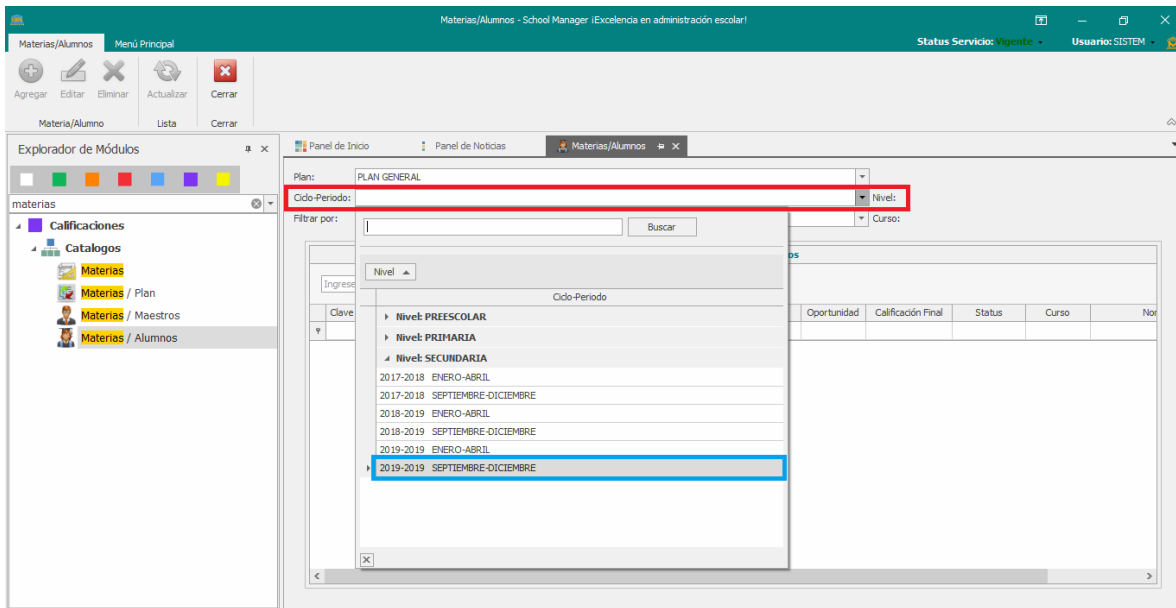 Materias/Alumnos - School Manager ¡Excelencia en administración escolar!
Materias/Alumnos Menú Principal Status Servicio: Vigente Usuario: SISTEM
Agregar Editar Eliminar Actualizar Cerrar
Materia/Alumno Lista Cerrar
Explorador de Módulos
materias
Calificaciones
Catalogos
Materias
Materias / Plan
Materias / Maestros
Materias / Alumnos
Panel de Inicio Panel de Noticias Materias/Alumnos
Plan: PLAN GENERAL
Ciclo-Periodo: Nivel:
Filtrar por: Curso:
Buscar
os
Nivel
Ingrese
Ciclo-Periodo
Clave Oportunidad Calificación Final Status Curso Nor
Nivel: PREESCOLAR
Nivel: PRIMARIA
Nivel: SECUNDARIA
2017-2018 ENERO-ABRIL
2017-2018 SEPTIEMBRE-DICIEMBRE
2018-2019 ENERO-ABRIL
2018-2019 SEPTIEMBRE-DICIEMBRE
2019-2019 ENERO-ABRIL
2019-2019 SEPTIEMBRE-DICIEMBRE